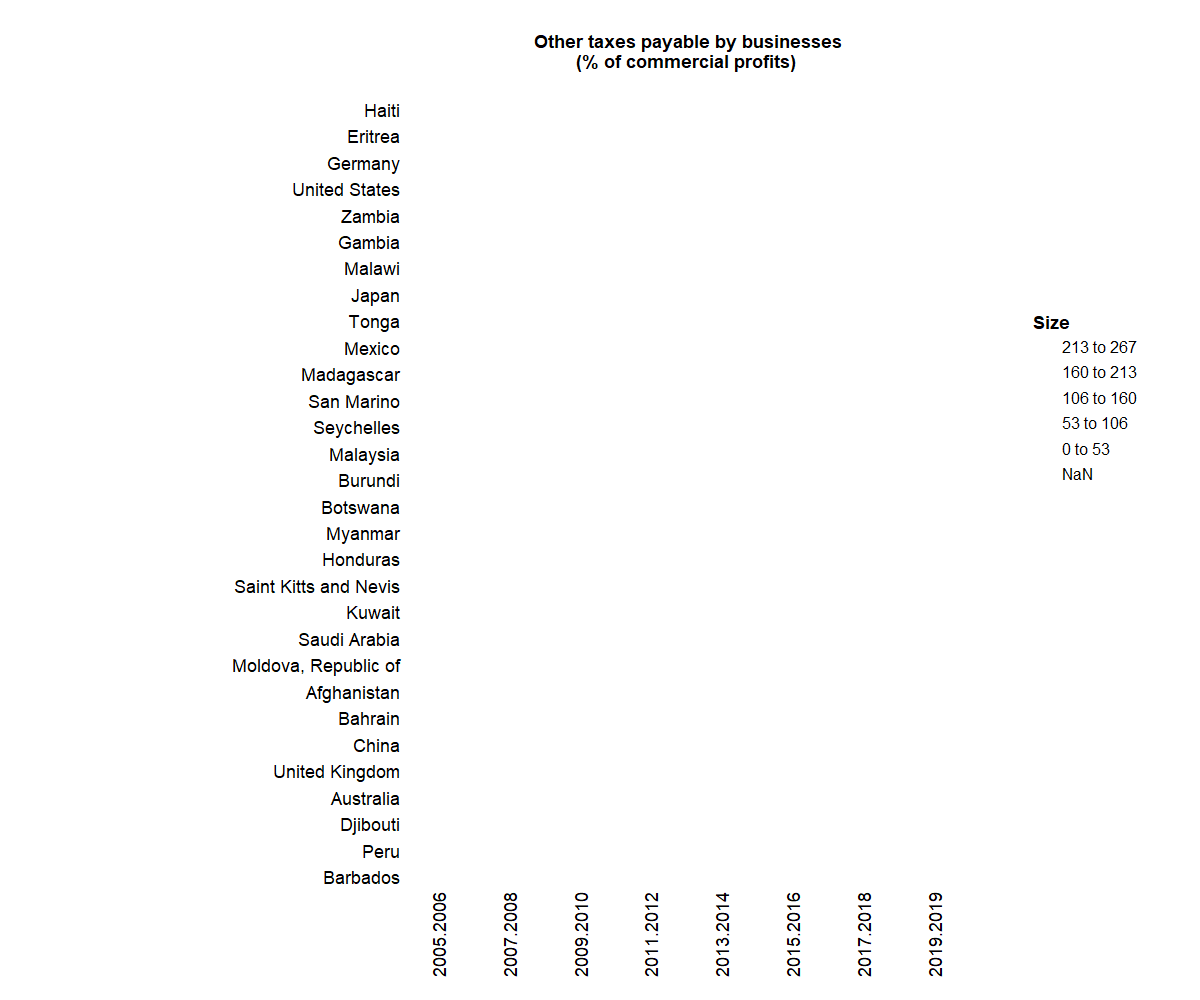 Other taxes payable by businesses
(% of commercial profits)
Haiti
Eritrea
Germany
United States
Zambia
Gambia
Malawi
Japan
Tonga
Mexico
Madagascar
San Marino
Seychelles
Malaysia
Burundi
Botswana
Myanmar
Honduras
Saint Kitts and Nevis
Kuwait
Saudi Arabia
Moldova, Republic of
Afghanistan
Bahrain
China
United Kingdom
Australia
Djibouti
Peru
Barbados
2005.2006
2007.2008
2009.2010
2011.2012
2013.2014
2015.2016
2017.2018
2019.2019
Size
213 to 267
160 to 213
106 to 160
53 to 106
0 to 53
NaN